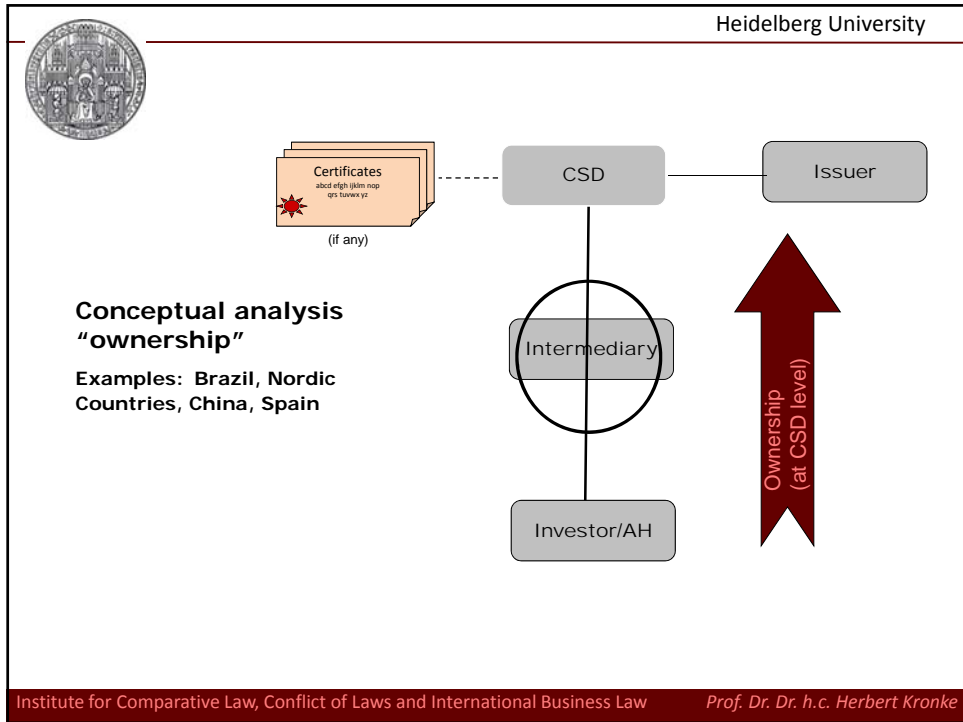 Heidelberg University
Certificates
abcd efgh ijklm nop
qrs tuvwx yz
(if any)
CSD
Issuer
Conceptual analysis
“ownership”
Examples: Brazil, Nordic
Countries, China, Spain
Intermediary
Investor/AH
Ownership
(at CSD level)
Institute for Comparative Law, Conflict of Laws and International Business Law
Prof. Dr. Dr. h.c. Herbert Kronke